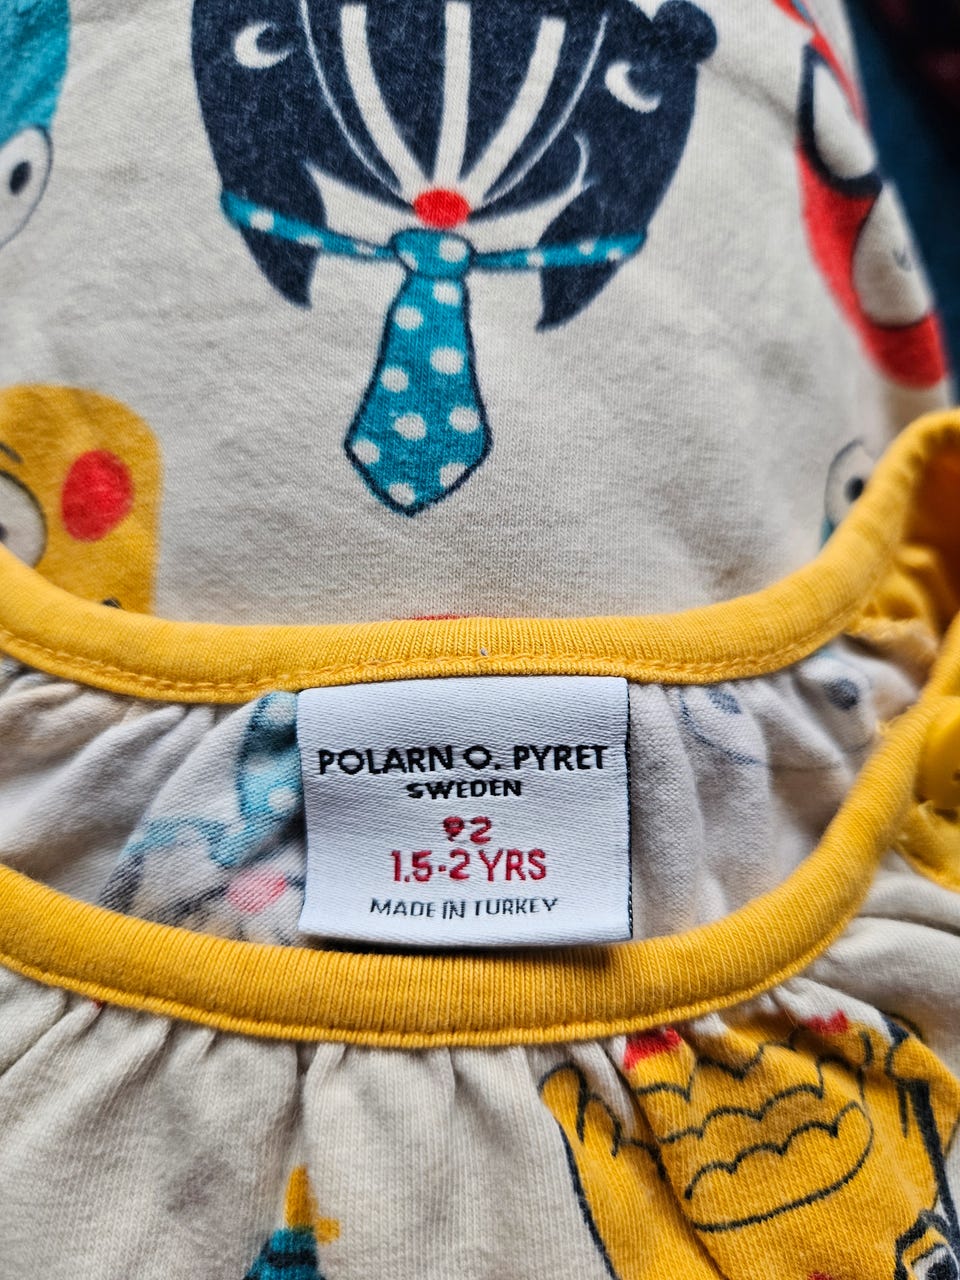 POLARN O. PYRET
SWEDEN
92
1.5-2 YRS
MADE IN TURKEY